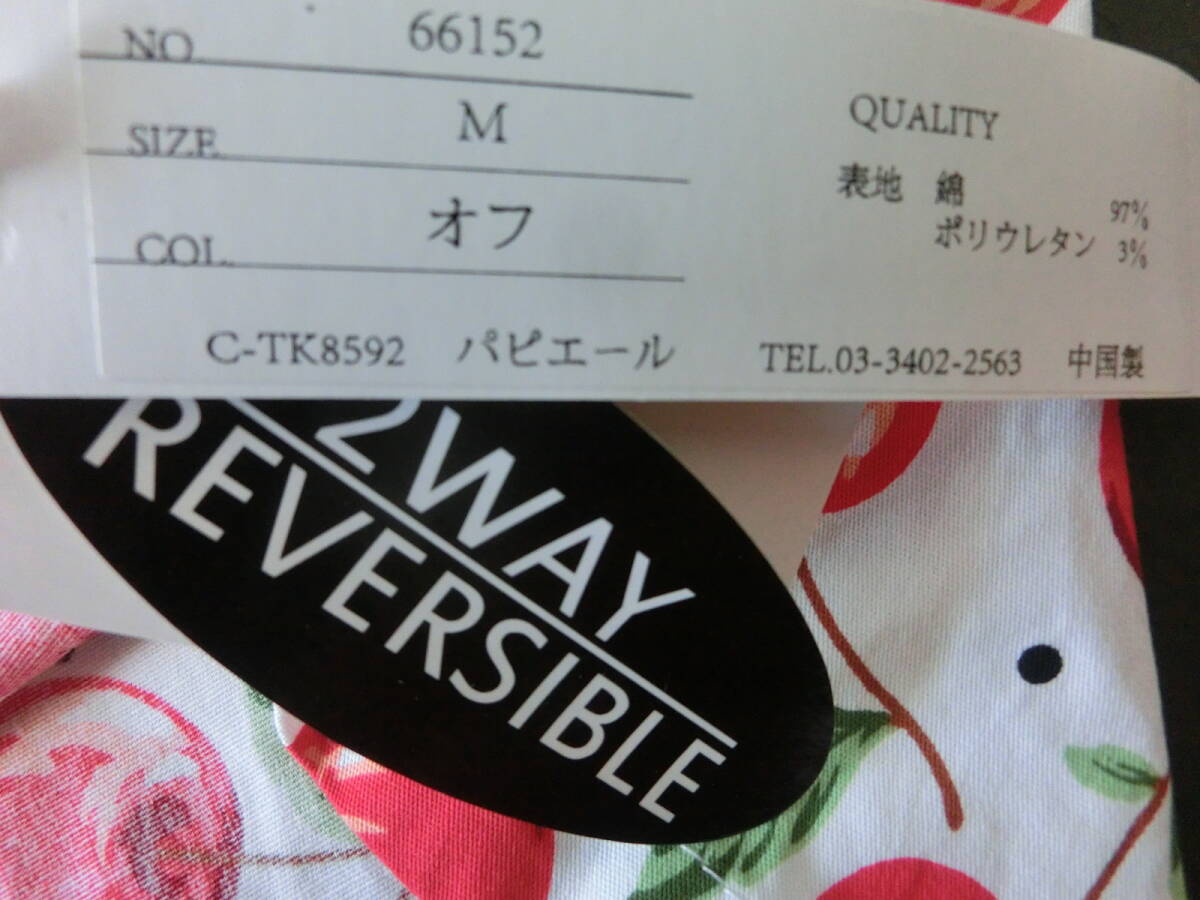 NO. 66152
SIZE M
COL. オフ
QUALITY
表地 綿 97%
ポリウレタン 3%
C-TK8592 パピエール TEL.03-3402-2563 中国製
2WAY
REVERSIBLE